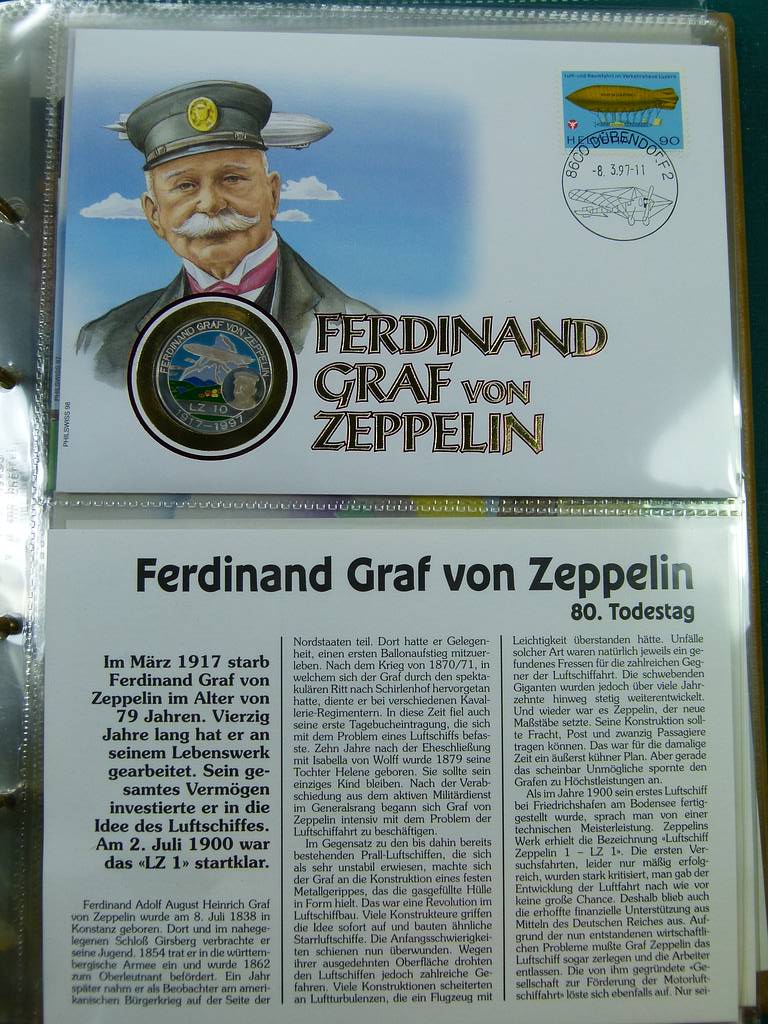 Luft- und Raumfahrt im Verkehrshaus Luzern
HELVETIA 90
8600 DÜBENDORF 2
-8. 3.97-11
FERDINAND GRAF VON ZEPPELIN
LZ 10
1917-1997
FERDINAND
GRAF VON
ZEPPELIN
PHILSWISS 98
Ferdinand Graf von Zeppelin
80. Todestag
Im März 1917 starb
Ferdinand Graf von
Zeppelin im Alter von
79 Jahren. Vierzig
Jahre lang hat er an
seinem Lebenswerk
gearbeitet. Sein ge-
samtes Vermögen
investierte er in die
Idee des Luftschiffes.
Am 2. Juli 1900 war
das «LZ 1» startklar.
Ferdinand Adolf August Heinrich Graf
von Zeppelin wurde am 8. Juli 1838 in
Konstanz geboren. Dort und im nahege-
legenen Schloß Girsberg verbrachte er
seine Jugend. 1854 trat er in die württem-
bergische Armee ein und wurde 1862
zum Oberleutnant befördert. Ein Jahr
später nahm er als Beobachter am ameri-
kanischen Bürgerkrieg auf der Seite der
Nordstaaten teil. Dort hatte er Gelegen-
heit, einen ersten Ballonaufstieg mitzuer-
leben. Nach dem Krieg von 1870/71, in
welchem sich der Graf durch den spekta-
kulären Ritt nach Schirlenhof hervorgetan
hatte, diente er bei verschiedenen Kaval-
lerie-Regimentern. In diese Zeit fiel auch
seine erste Tagebucheintragung, die sich
mit dem Problem eines Luftschiffs befas-
ste. Zehn Jahre nach der Eheschließung
mit Isabella von Wolff wurde 1879 seine
Tochter Helene geboren. Sie sollte sein
einziges Kind bleiben. Nach der Verab-
schiedung aus dem aktiven Militärdienst
im Generalsrang begann sich Graf von
Zeppelin intensiv mit dem Problem der
Luftschiffahrt zu beschäftigen.
Im Gegensatz zu den bis dahin bereits
bestehenden Prall-Luftschiffen, die sich
als sehr unstabil erwiesen, machte sich
der Graf an die Konstruktion eines festen
Metallgerippes, das die gasgefüllte Hülle
in Form hielt. Das war eine Revolution im
Luftschiffbau. Viele Konstrukteure griffen
die Idee sofort auf und bauten ähnliche
Starrluftschiffe. Die Anfangsschwierigkei-
ten schienen nun überwunden. Wegen
ihrer ausgedehnten Oberfläche drohten
den Luftschiffen jedoch zahlreiche Ge-
fahren. Viele Konstruktionen scheiterten
an Luftturbulenzen, die ein Flugzeug mit
Leichtigkeit überstanden hätte. Unfälle
solcher Art waren natürlich jeweils ein ge-
fundenes Fressen für die zahlreichen Geg-
ner der Luftschiffahrt. Die schwebenden
Giganten wurden jedoch über viele Jahr-
zehnte hinweg stetig weiterentwickelt.
Und wieder war es Zeppelin, der neue
Maßstäbe setzte. Seine Konstruktion soll-
te Fracht, Post und zwanzig Passagiere
tragen können. Das war für die damalige
Zeit ein äußerst kühner Plan. Aber gerade
das scheinbar Unmögliche spornte den
Grafen zu Höchstleistungen an.
Als im Jahre 1900 sein erstes Luftschiff
bei Friedrichshafen am Bodensee fertig-
gestellt wurde, sprach man von einer
technischen Meisterleistung. Zeppelins
Werk erhielt die Bezeichnung «Luftschiff
Zeppelin 1 – LZ 1». Die ersten Ver-
suchsfahrten, leider nur mäßig erfolg-
reich, wurden stark kritisiert, man gab der
Entwicklung der Luftfahrt nach wie vor
keine große Chance. Deshalb blieb auch
die erhoffte finanzielle Unterstützung aus
Mitteln des Deutschen Reiches aus. Auf-
grund der nun entstandenen wirtschaftli-
chen Probleme mußte Graf Zeppelin das
Luftschiff sogar zerlegen und die Arbeiter
entlassen. Die von ihm gegründete «Ge-
sellschaft zur Förderung der Motorluft-
schiffahrt» löste sich ebenfalls auf. Nur sei-